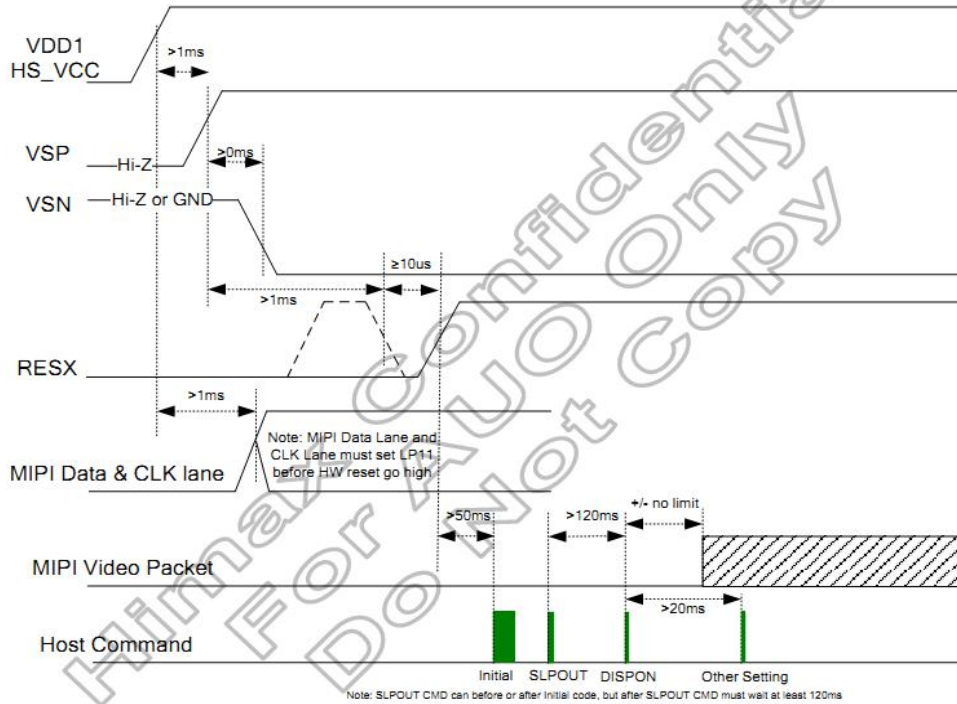 VDD1
HS_VCC
>1ms
VSP
Hi-Z
>0ms
VSN
Hi-Z or GND
≥10us
>1ms
RESX
>1ms
Note: MIPI Data Lane and
CLK Lane must set LP11
before HW reset go high
MIPI Data & CLK lane
+/- no limit
>50ms
>120ms
MIPI Video Packet
>20ms
Host Command
Initial
SLPOUT
DISPON
Other Setting
Note: SLPOUT CMD can before or after Initial code, but after SLPOUT CMD must wait at least 120ms
Himax Confidential
For AUO Only
Do Not Copy